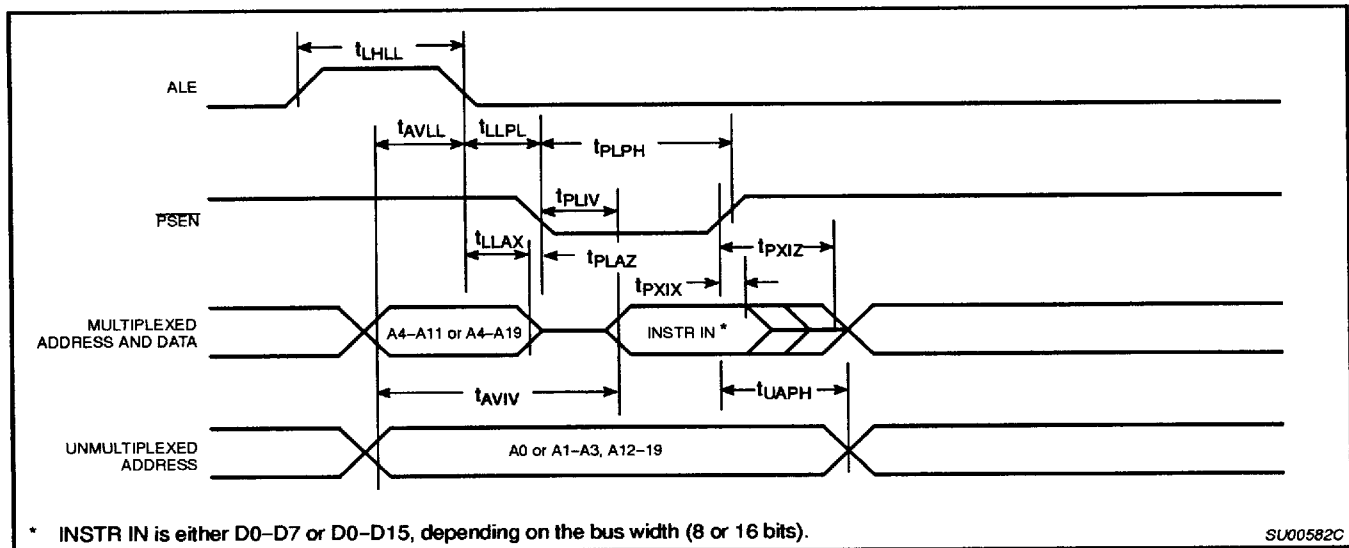 tLHLL
ALE
tAVLL tLLPL tPLPH
tPLIV
PSEN
tLLAX tPLAZ tPXIZ
tPXIX
MULTIPLEXED
ADDRESS AND DATA
A4–A11 or A4–A19
INSTR IN *
tAVIV
tUAPH
UNMULTIPLEXED
ADDRESS
A0 or A1–A3, A12–19
* INSTR IN is either D0–D7 or D0–D15, depending on the bus width (8 or 16 bits).
SU00582C